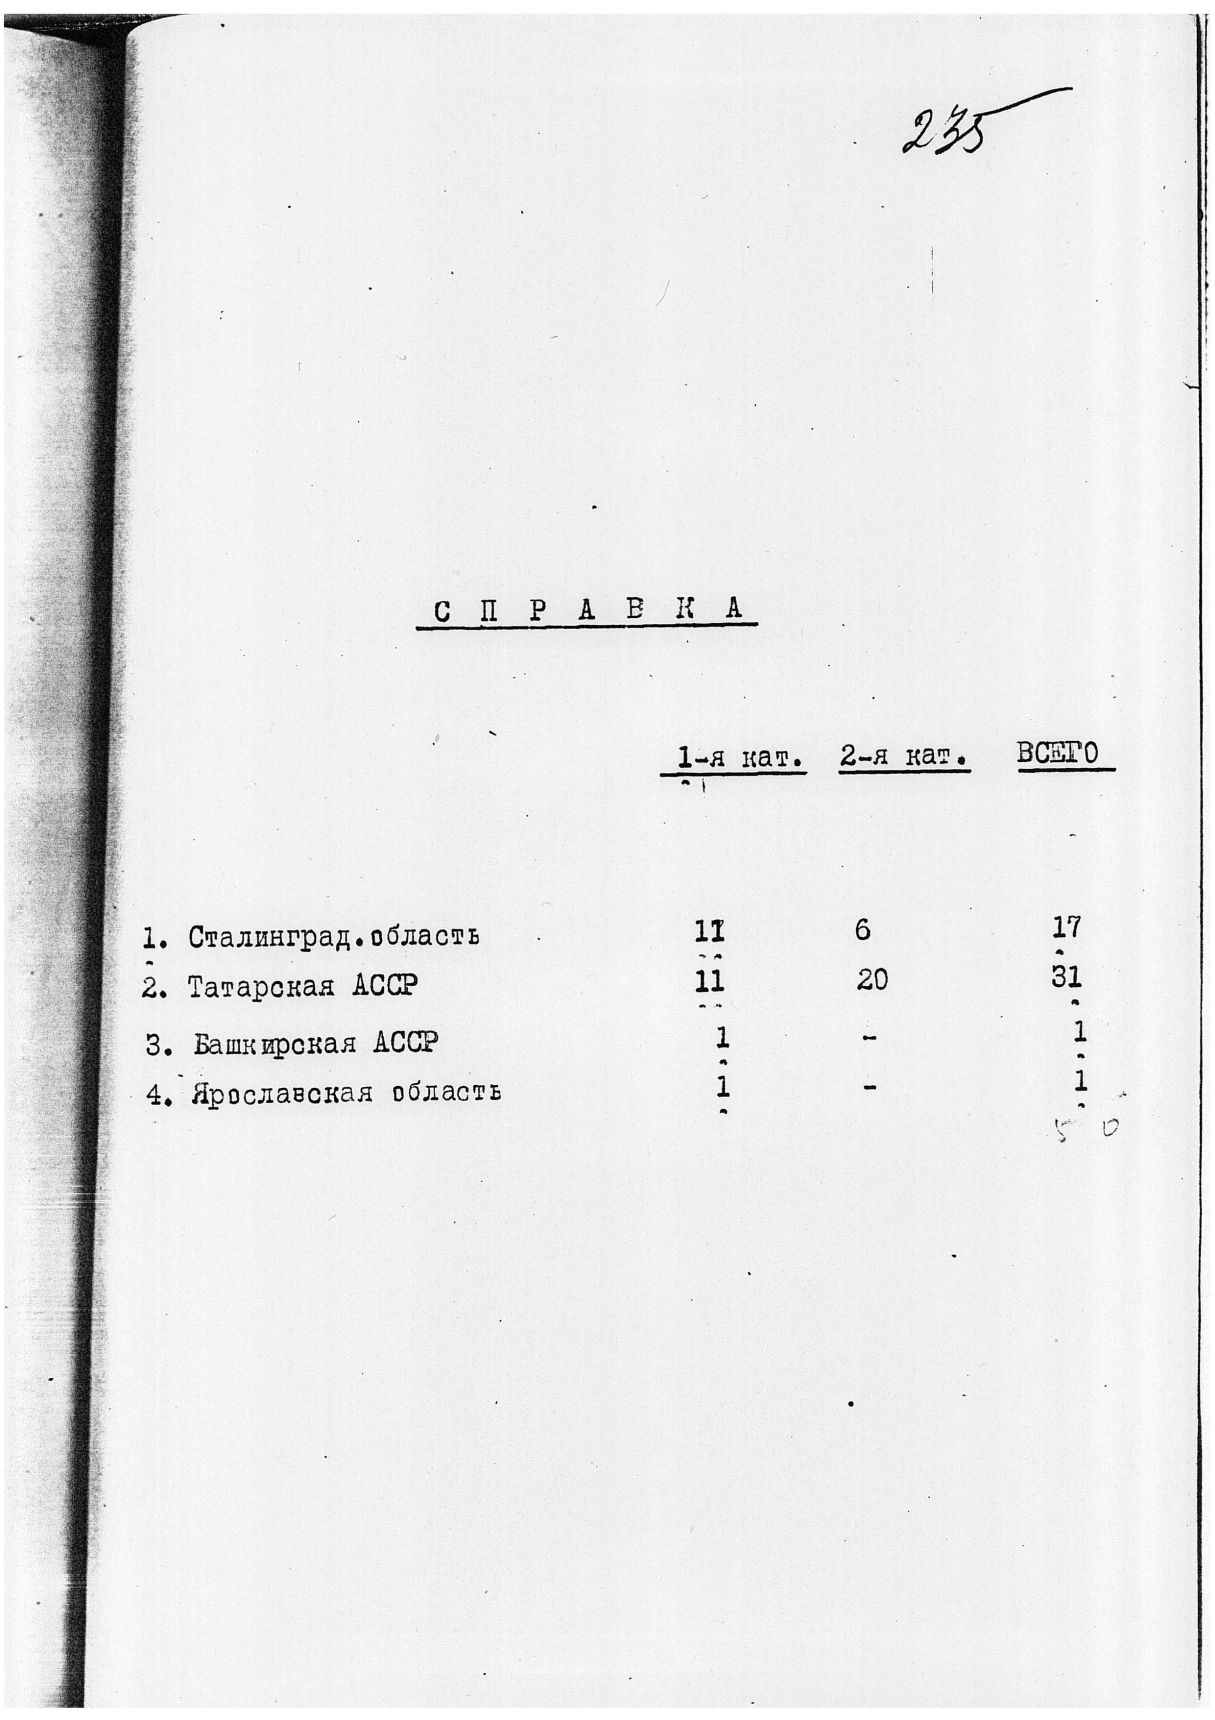 235
СПРАВКА
1-я кат. 2-я кат. ВСЕГО
1. Сталинград.область 11 6 17
2. Татарская АССР 11 20 31
3. Башкирская АССР 1 - 1
4. Ярославская область 1 - 1
50